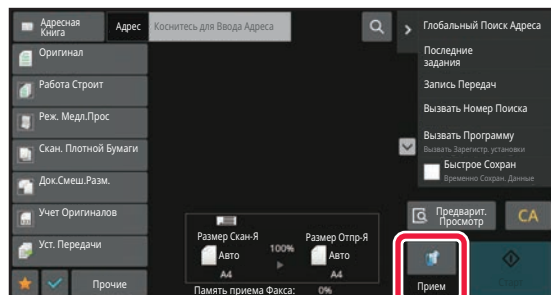 Адресная
Книга
Адрес
Коснитесь для Ввода Адреса
Оригинал
Работа Строит
Реж. Медл.Прос
Скан. Плотной Бумаги
Док.Смеш.Разм.
Учет Оригиналов
Уст. Передачи
Прочие
Размер Скан-Я
Авто
A4
100%
Размер Отпр-Я
Авто
A4
Память приема Факса: 0%
Глобальный Поиск Адреса
Последние
задания
Запись Передач
Вызвать Номер Поиска
Вызвать Программу
Вызвать Зарегистр. установки
Быстрое Сохран
Временно Сохран. Данные
Предварит.
Просмотр
CA
Прием
Старт